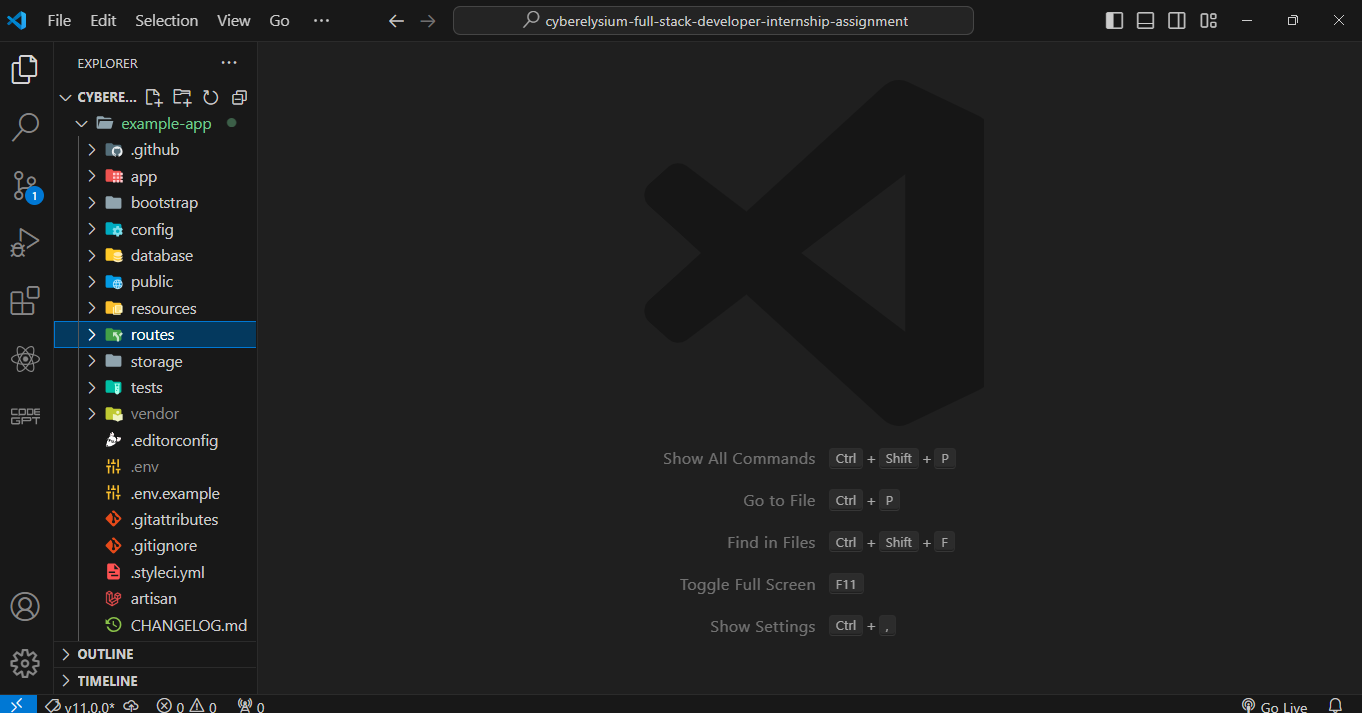 File Edit Selection View Go ···
cyberelysium-full-stack-developer-internship-assignment
EXPLORER
CYBERE...
example-app
.github
app
bootstrap
config
database
public
resources
routes
storage
tests
vendor
.editorconfig
.env
.env.example
.gitattributes
.gitignore
.styleci.yml
artisan
CHANGELOG.md
OUTLINE
TIMELINE
1
CODE
GPT
Show All Commands Ctrl + Shift + P
Go to File Ctrl + P
Find in Files Ctrl + Shift + F
Toggle Full Screen F11
Show Settings Ctrl + ,
v11.0.0* 0 0 0 Go Live